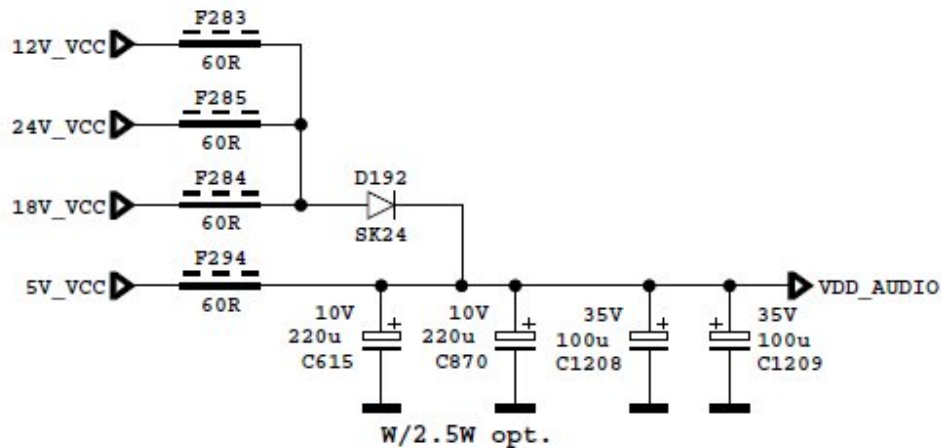 F283
12V_VCC
60R
F285
24V_VCC
60R
F284
D192
18V_VCC
60R
SK24
F294
5V_VCC
VDD_AUDIO
60R
10V + 10V + 35V + + 35V
220u 220u 100u 100u
C615 C870 C1208 C1209
W/2.5W opt.